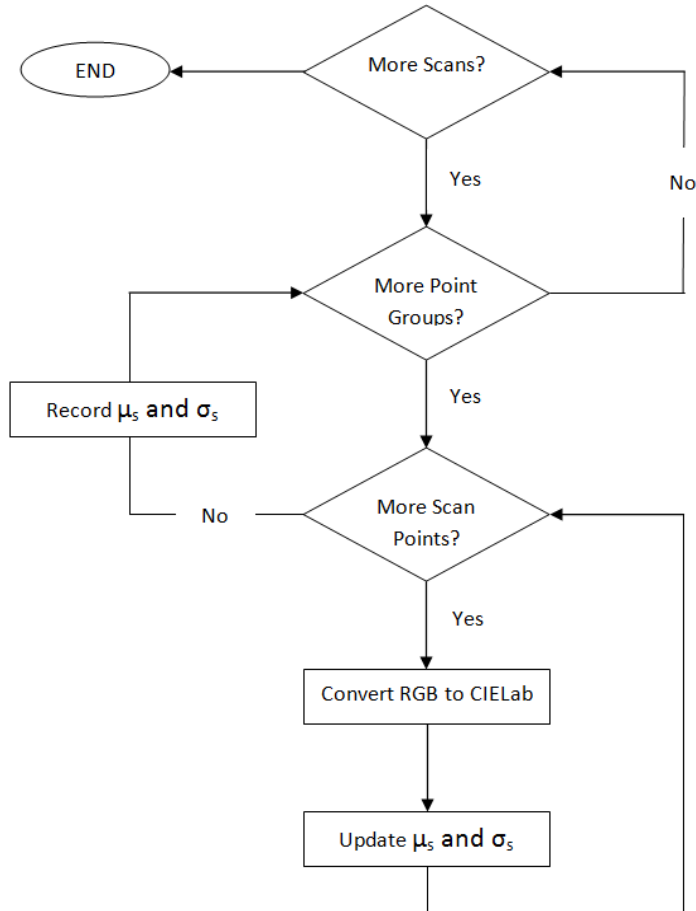 END
More Scans?
Yes
No
More Point
Groups?
Yes
Record μs and σs
No
More Scan
Points?
Yes
Convert RGB to CIELab
Update μs and σs